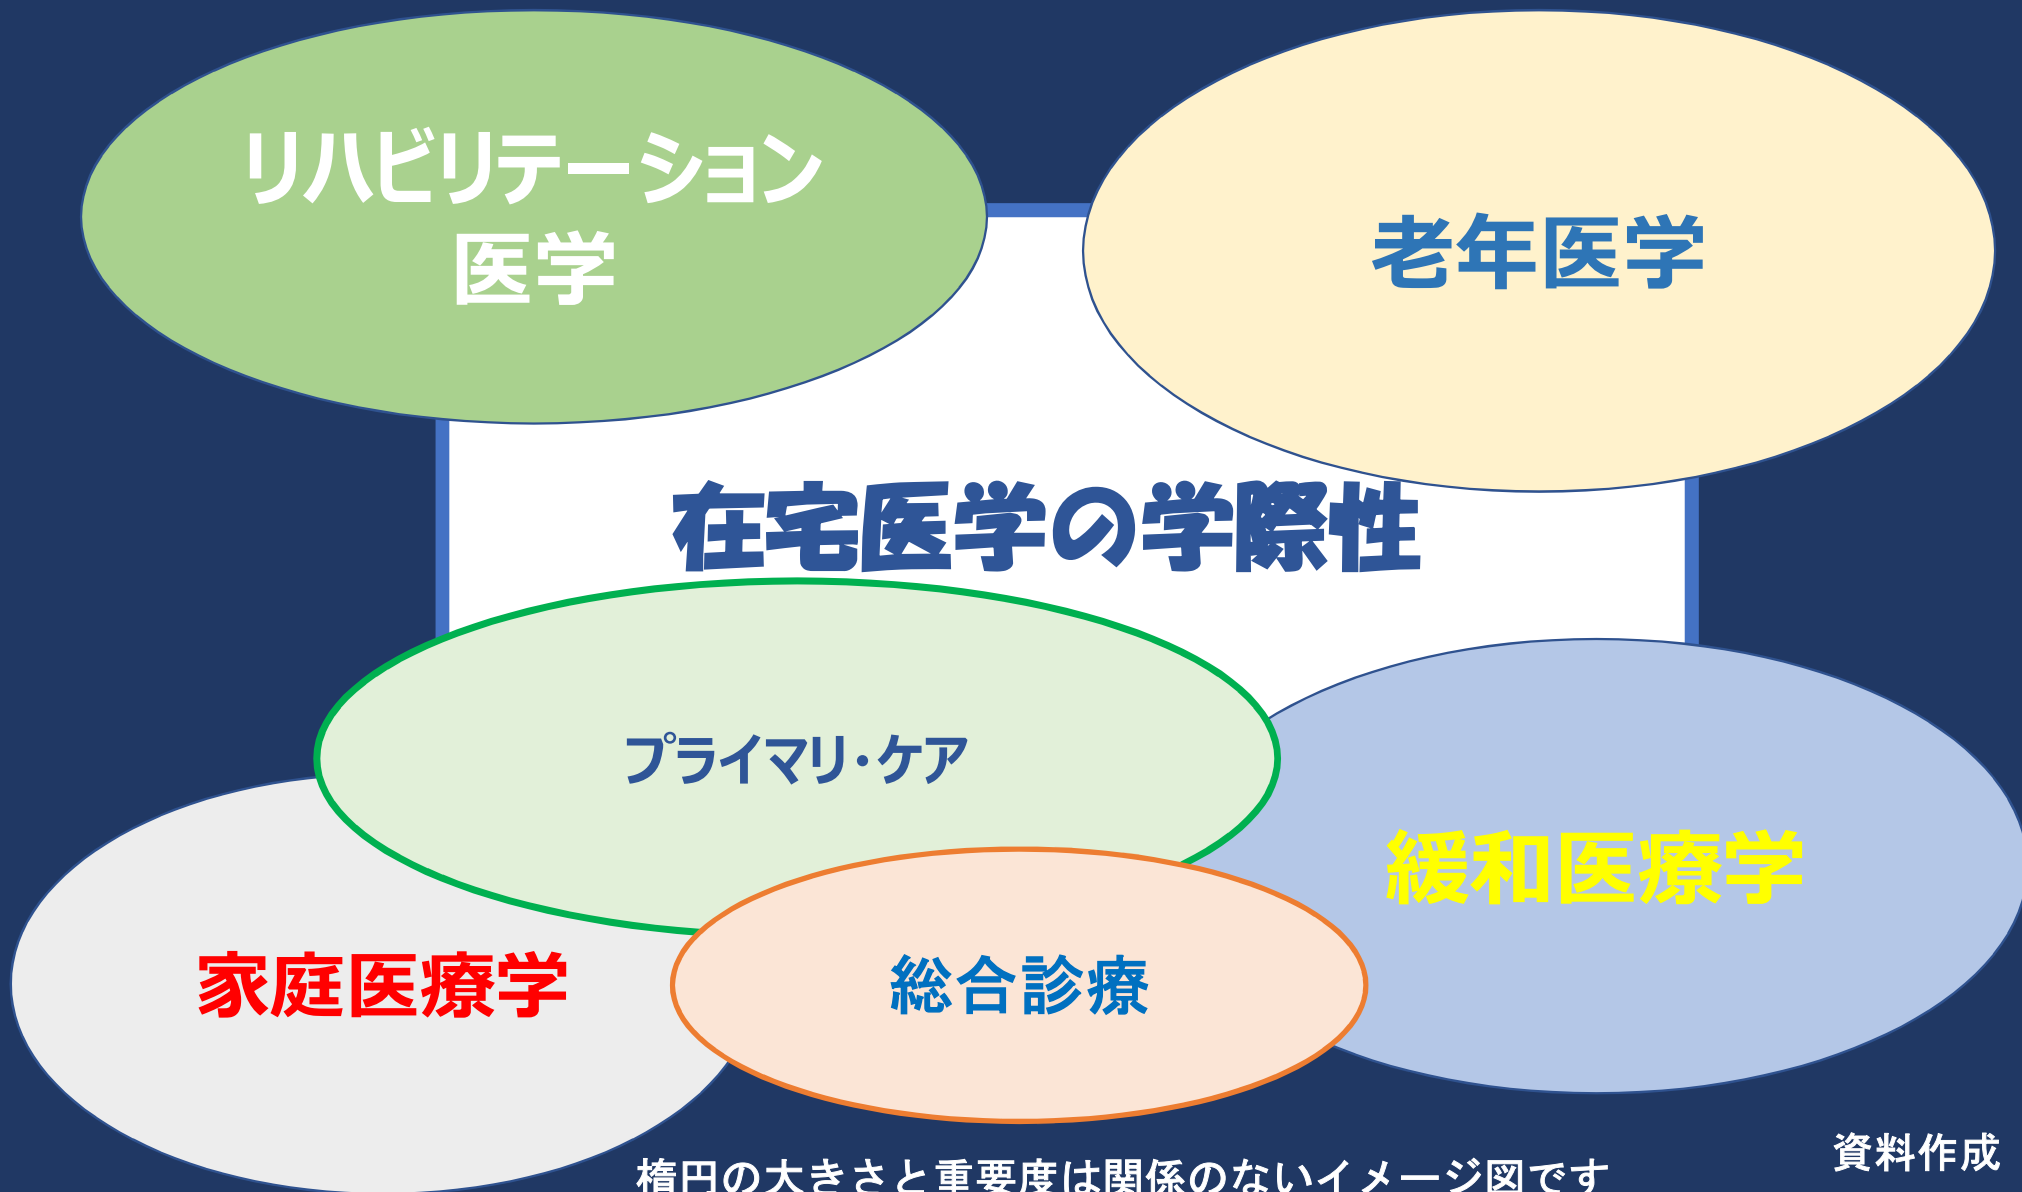 リハビリテーション
医学
老年医学
在宅医学の学際性
プライマリ・ケア
緩和医療学
家庭医療学
総合診療
楕円の大きさと重要度は関係のないイメージ図です
資料作成